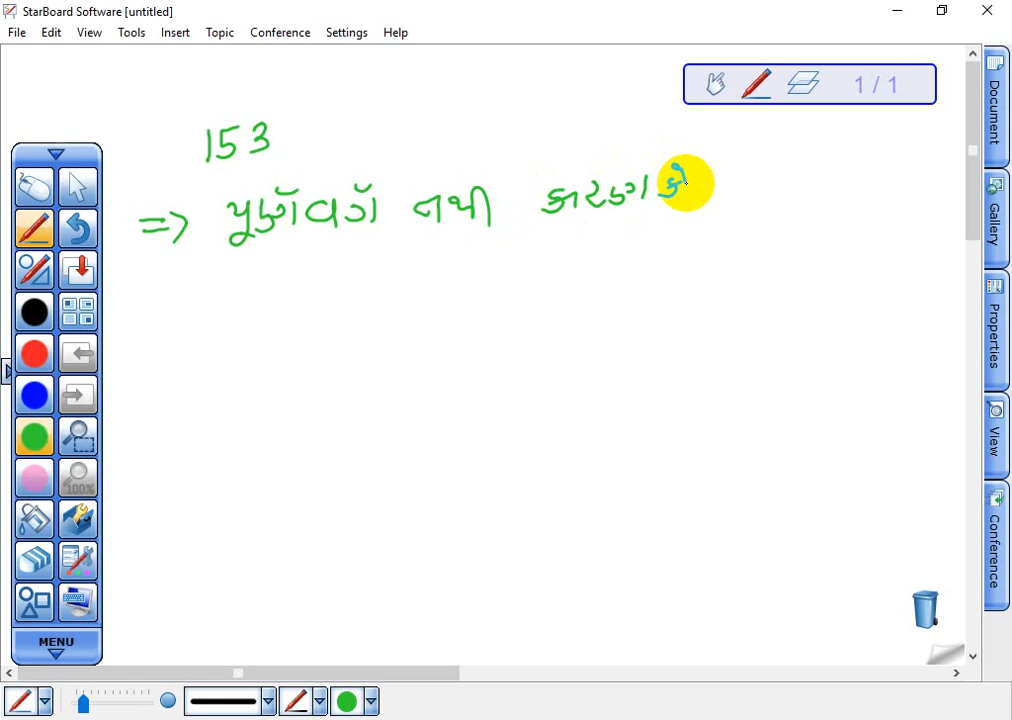 StarBoard Software [untitled]
File Edit View Tools Insert Topic Conference Settings Help
1 / 1
Document
Gallery
Properties
View
Conference
153
=> પૂર્ણવર્ગ નથી કારણ કે
100%
MENU